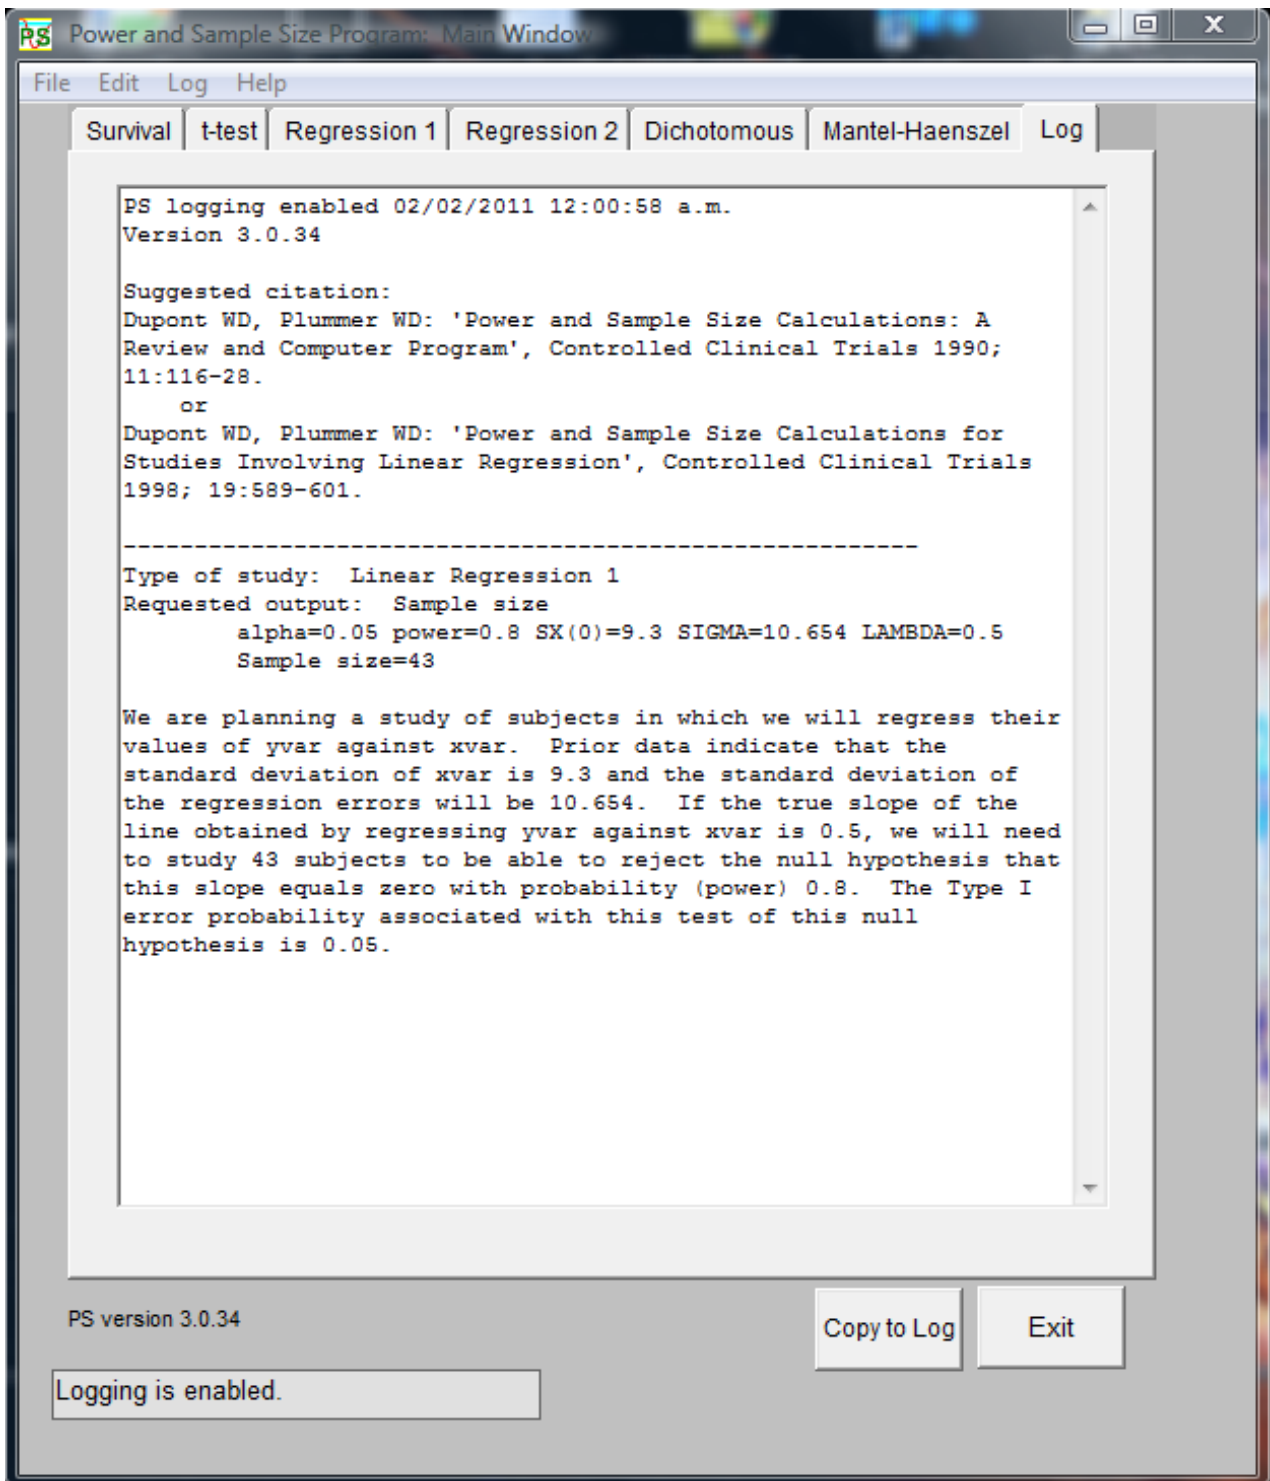 PS Power and Sample Size Program: Main Window
File Edit Log Help
Survival t-test Regression 1 Regression 2 Dichotomous Mantel-Haenszel Log
PS logging enabled 02/02/2011 12:00:58 a.m.
Version 3.0.34
Suggested citation:
Dupont WD, Plummer WD: 'Power and Sample Size Calculations: A
Review and Computer Program', Controlled Clinical Trials 1990;
11:116-28.
or
Dupont WD, Plummer WD: 'Power and Sample Size Calculations for
Studies Involving Linear Regression', Controlled Clinical Trials
1998; 19:589-601.
--------------------------------------------------------
Type of study: Linear Regression 1
Requested output: Sample size
alpha=0.05 power=0.8 SX(0)=9.3 SIGMA=10.654 LAMBDA=0.5
Sample size=43
We are planning a study of subjects in which we will regress their
values of yvar against xvar. Prior data indicate that the
standard deviation of xvar is 9.3 and the standard deviation of
the regression errors will be 10.654. If the true slope of the
line obtained by regressing yvar against xvar is 0.5, we will need
to study 43 subjects to be able to reject the null hypothesis that
this slope equals zero with probability (power) 0.8. The Type I
error probability associated with this test of this null
hypothesis is 0.05.
PS version 3.0.34
Copy to Log Exit
Logging is enabled.